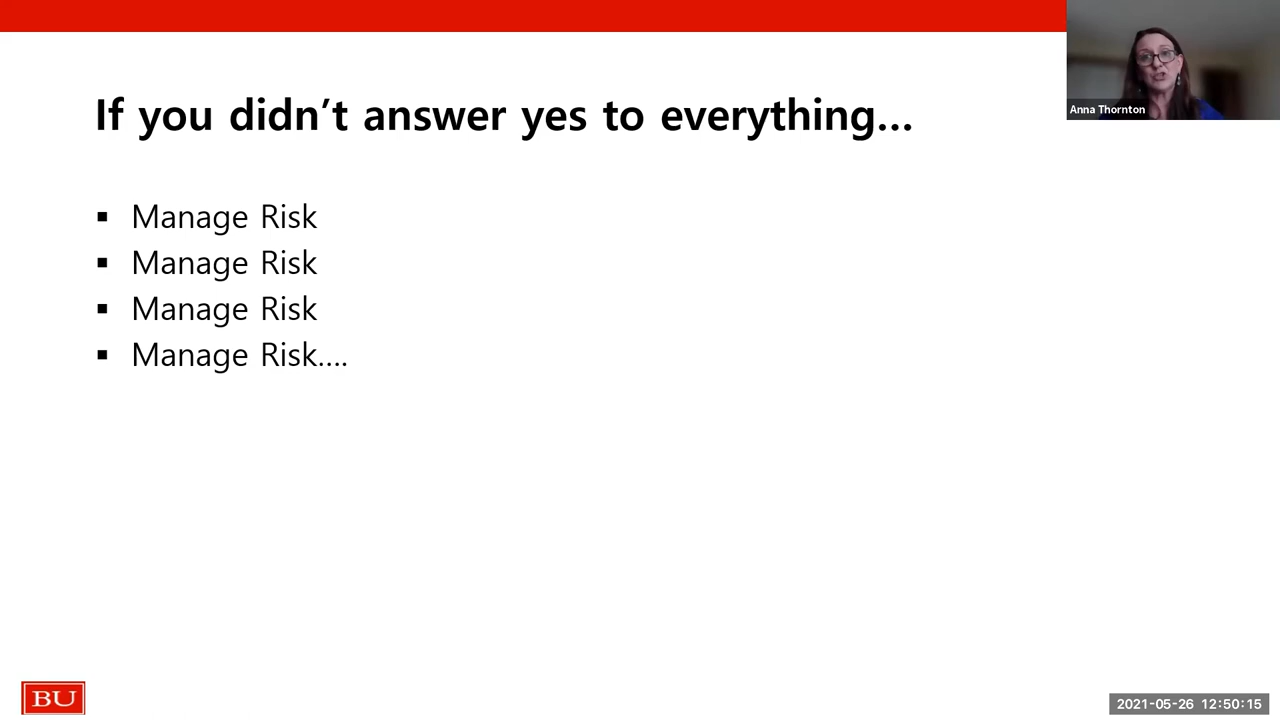 If you didn’t answer yes to everything...
▪ Manage Risk
▪ Manage Risk
▪ Manage Risk
▪ Manage Risk....
Anna Thornton
BU
2021-05-26 12:50:15